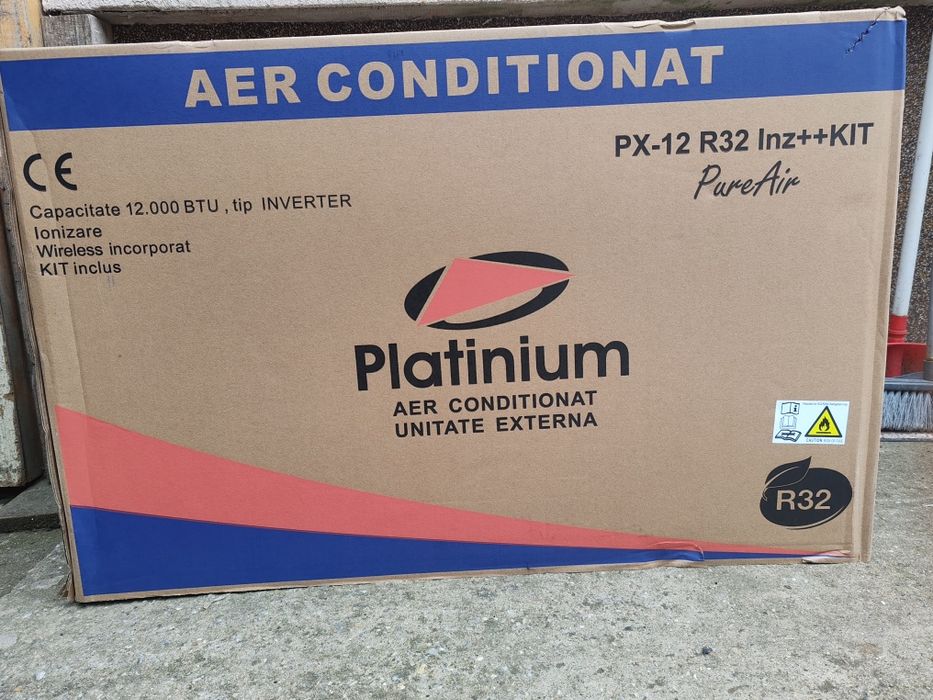 AER CONDITIONAT
PX-12 R32 Inz++KIT
PureAir
CE
Capacitate 12.000 BTU , tip INVERTER
Ionizare
Wireless incorporat
KIT inclus
Platinium
AER CONDITIONAT
UNITATE EXTERNA
CAUTION
R32